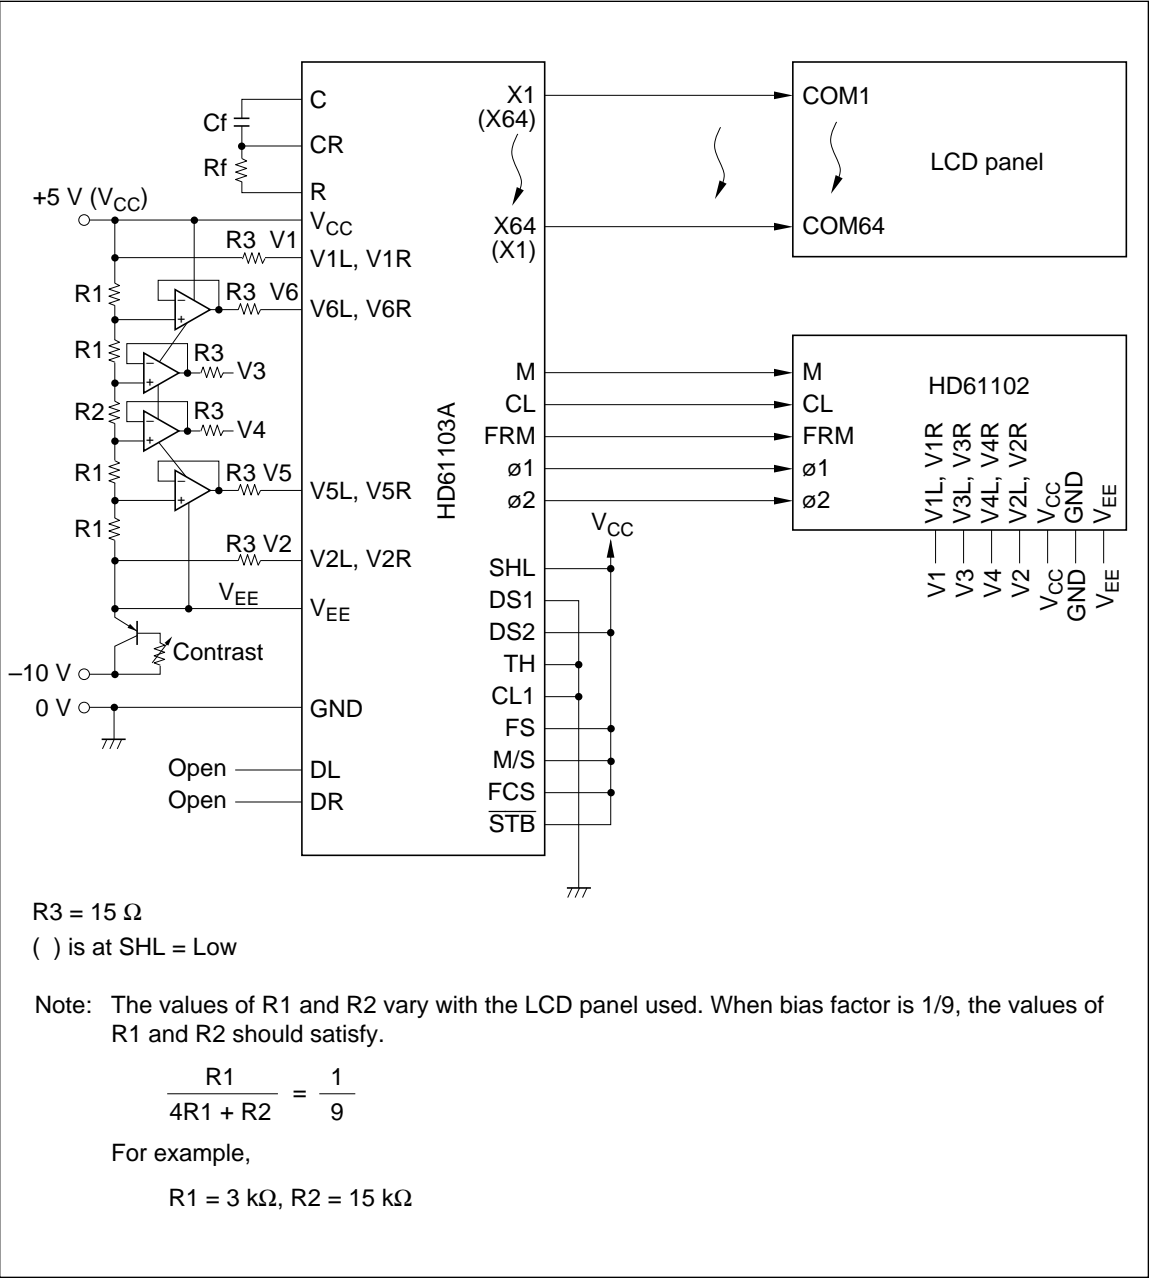 C
Cf
CR
Rf
R
+5 V (VCC)
VCC
R3 V1
V1L, V1R
R1
R3 V6
V6L, V6R
R1
R3
V3
R2
R3
V4
R1
R3 V5
V5L, V5R
R1
R3 V2
V2L, V2R
VEE
VEE
Contrast
–10 V
0 V
GND
Open
DL
Open
DR
HD61103A
X1
(X64)
X64
(X1)
M
CL
FRM
ø1
ø2
VCC
SHL
DS1
DS2
TH
CL1
FS
M/S
FCS
STB
COM1
LCD panel
COM64
M
HD61102
CL
FRM
ø1
ø2
V1L, V1R
V3L, V3R
V4L, V4R
V2L, V2R
VCC
GND
VEE
V1
V3
V4
V2
VCC
GND
VEE
R3 = 15 Ω
( ) is at SHL = Low
Note: The values of R1 and R2 vary with the LCD panel used. When bias factor is 1/9, the values of
R1 and R2 should satisfy.
R1
4R1 + R2
=
1
9
For example,
R1 = 3 kΩ, R2 = 15 kΩ